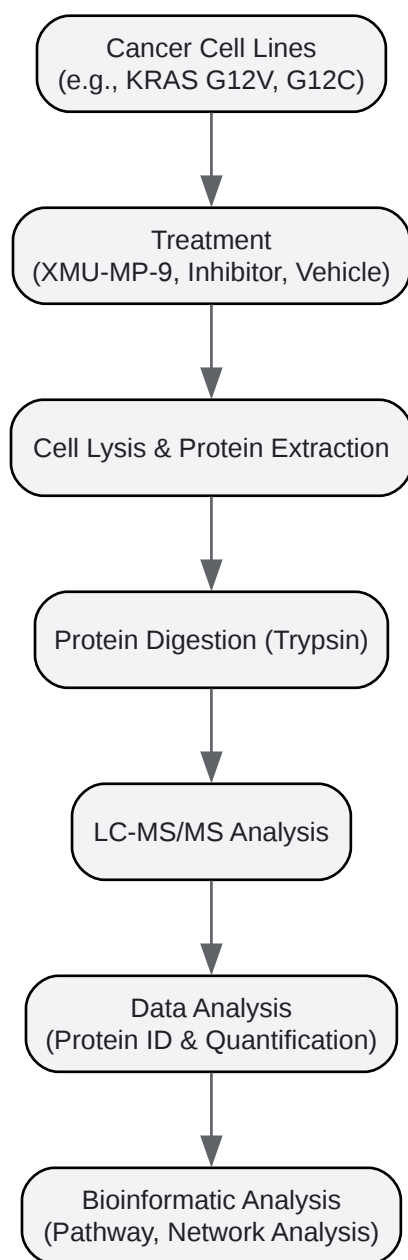 Cancer Cell Lines
(e.g., KRAS G12V, G12C)
Treatment
(XMU-MP-9, Inhibitor, Vehicle)
Cell Lysis & Protein Extraction
Protein Digestion (Trypsin)
LC-MS/MS Analysis
Data Analysis
(Protein ID & Quantification)
Bioinformatic Analysis
(Pathway, Network Analysis)